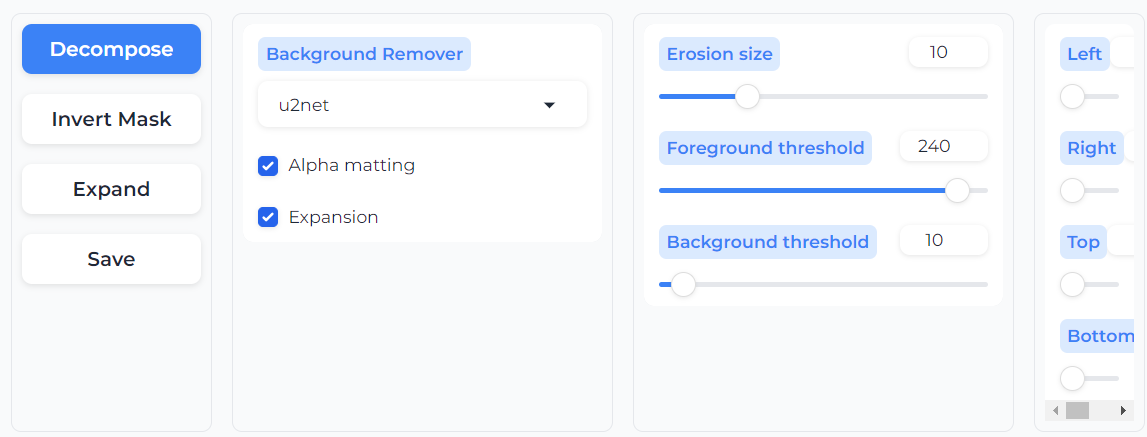 Decompose
Invert Mask
Expand
Save
Background Remover
u2net
Alpha matting
Expansion
Erosion size 10
Foreground threshold 240
Background threshold 10
Left
Right
Top
Bottom